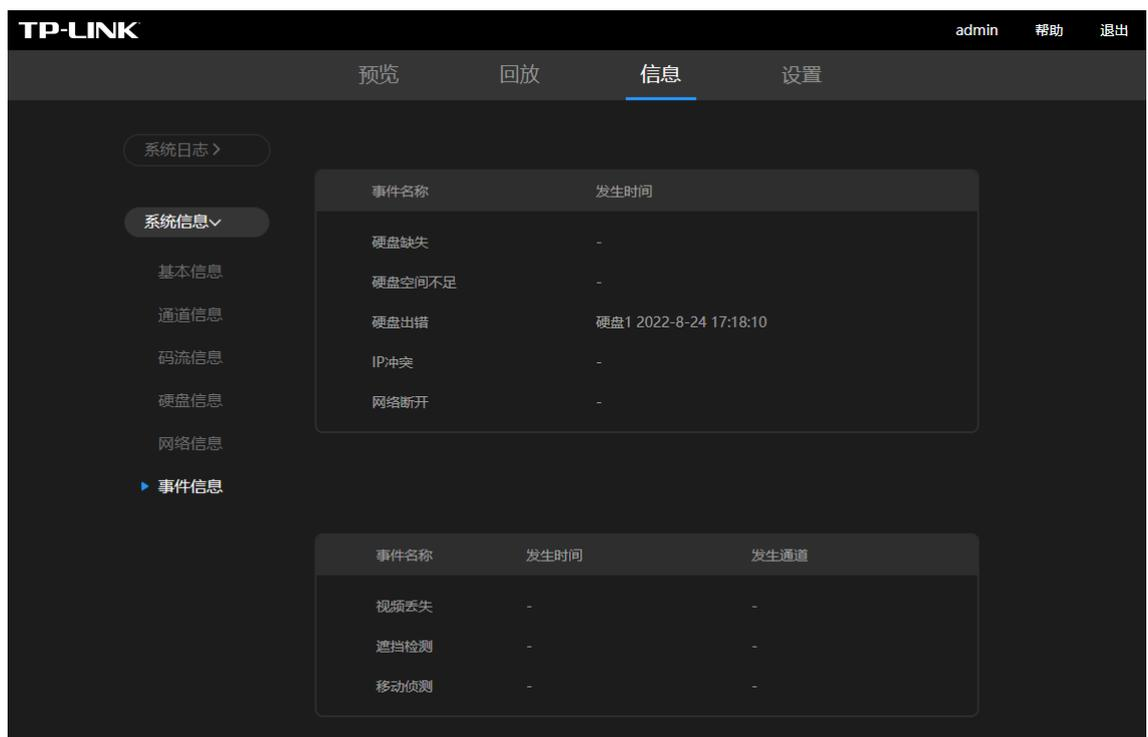 TP-LINK admin 帮助 退出
预览 回放 信息 设置
系统日志
系统信息
基本信息
通道信息
码流信息
硬盘信息
网络信息
事件信息
事件名称 发生时间
硬盘缺失 -
硬盘空间不足 -
硬盘出错 硬盘1 2022-8-24 17:18:10
IP冲突 -
网络断开 -
事件名称 发生时间 发生通道
视频丢失 - -
遮挡检测 - -
移动侦测 - -